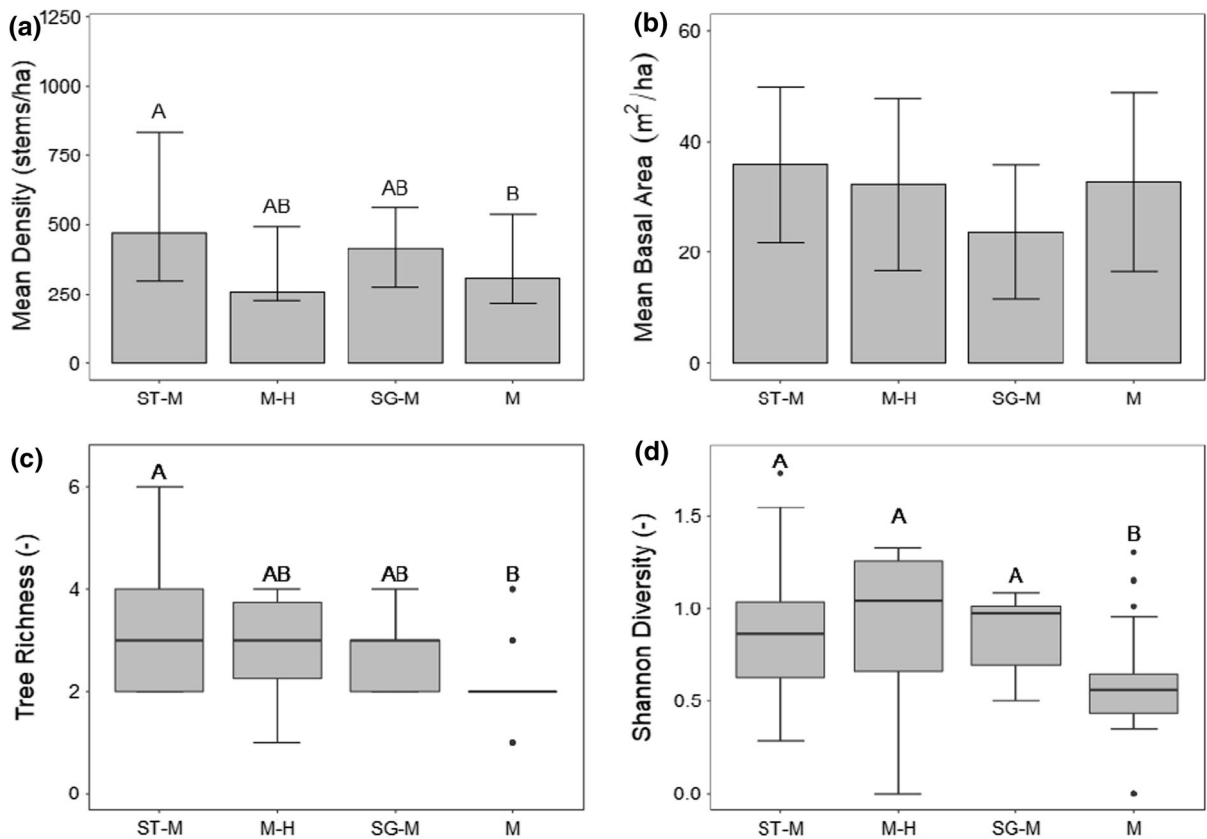 (a)
Mean Density (stems/ha)
1250
1000
750
500
250
0
A
AB
AB
B
ST-M
M-H
SG-M
M
(b)
Mean Basal Area (m²/ha)
60
40
20
0
ST-M
M-H
SG-M
M
(c)
Tree Richness (-)
6
4
2
0
A
AB
AB
B
ST-M
M-H
SG-M
M
(d)
Shannon Diversity (-)
1.5
1.0
0.5
0.0
A
A
A
B
ST-M
M-H
SG-M
M